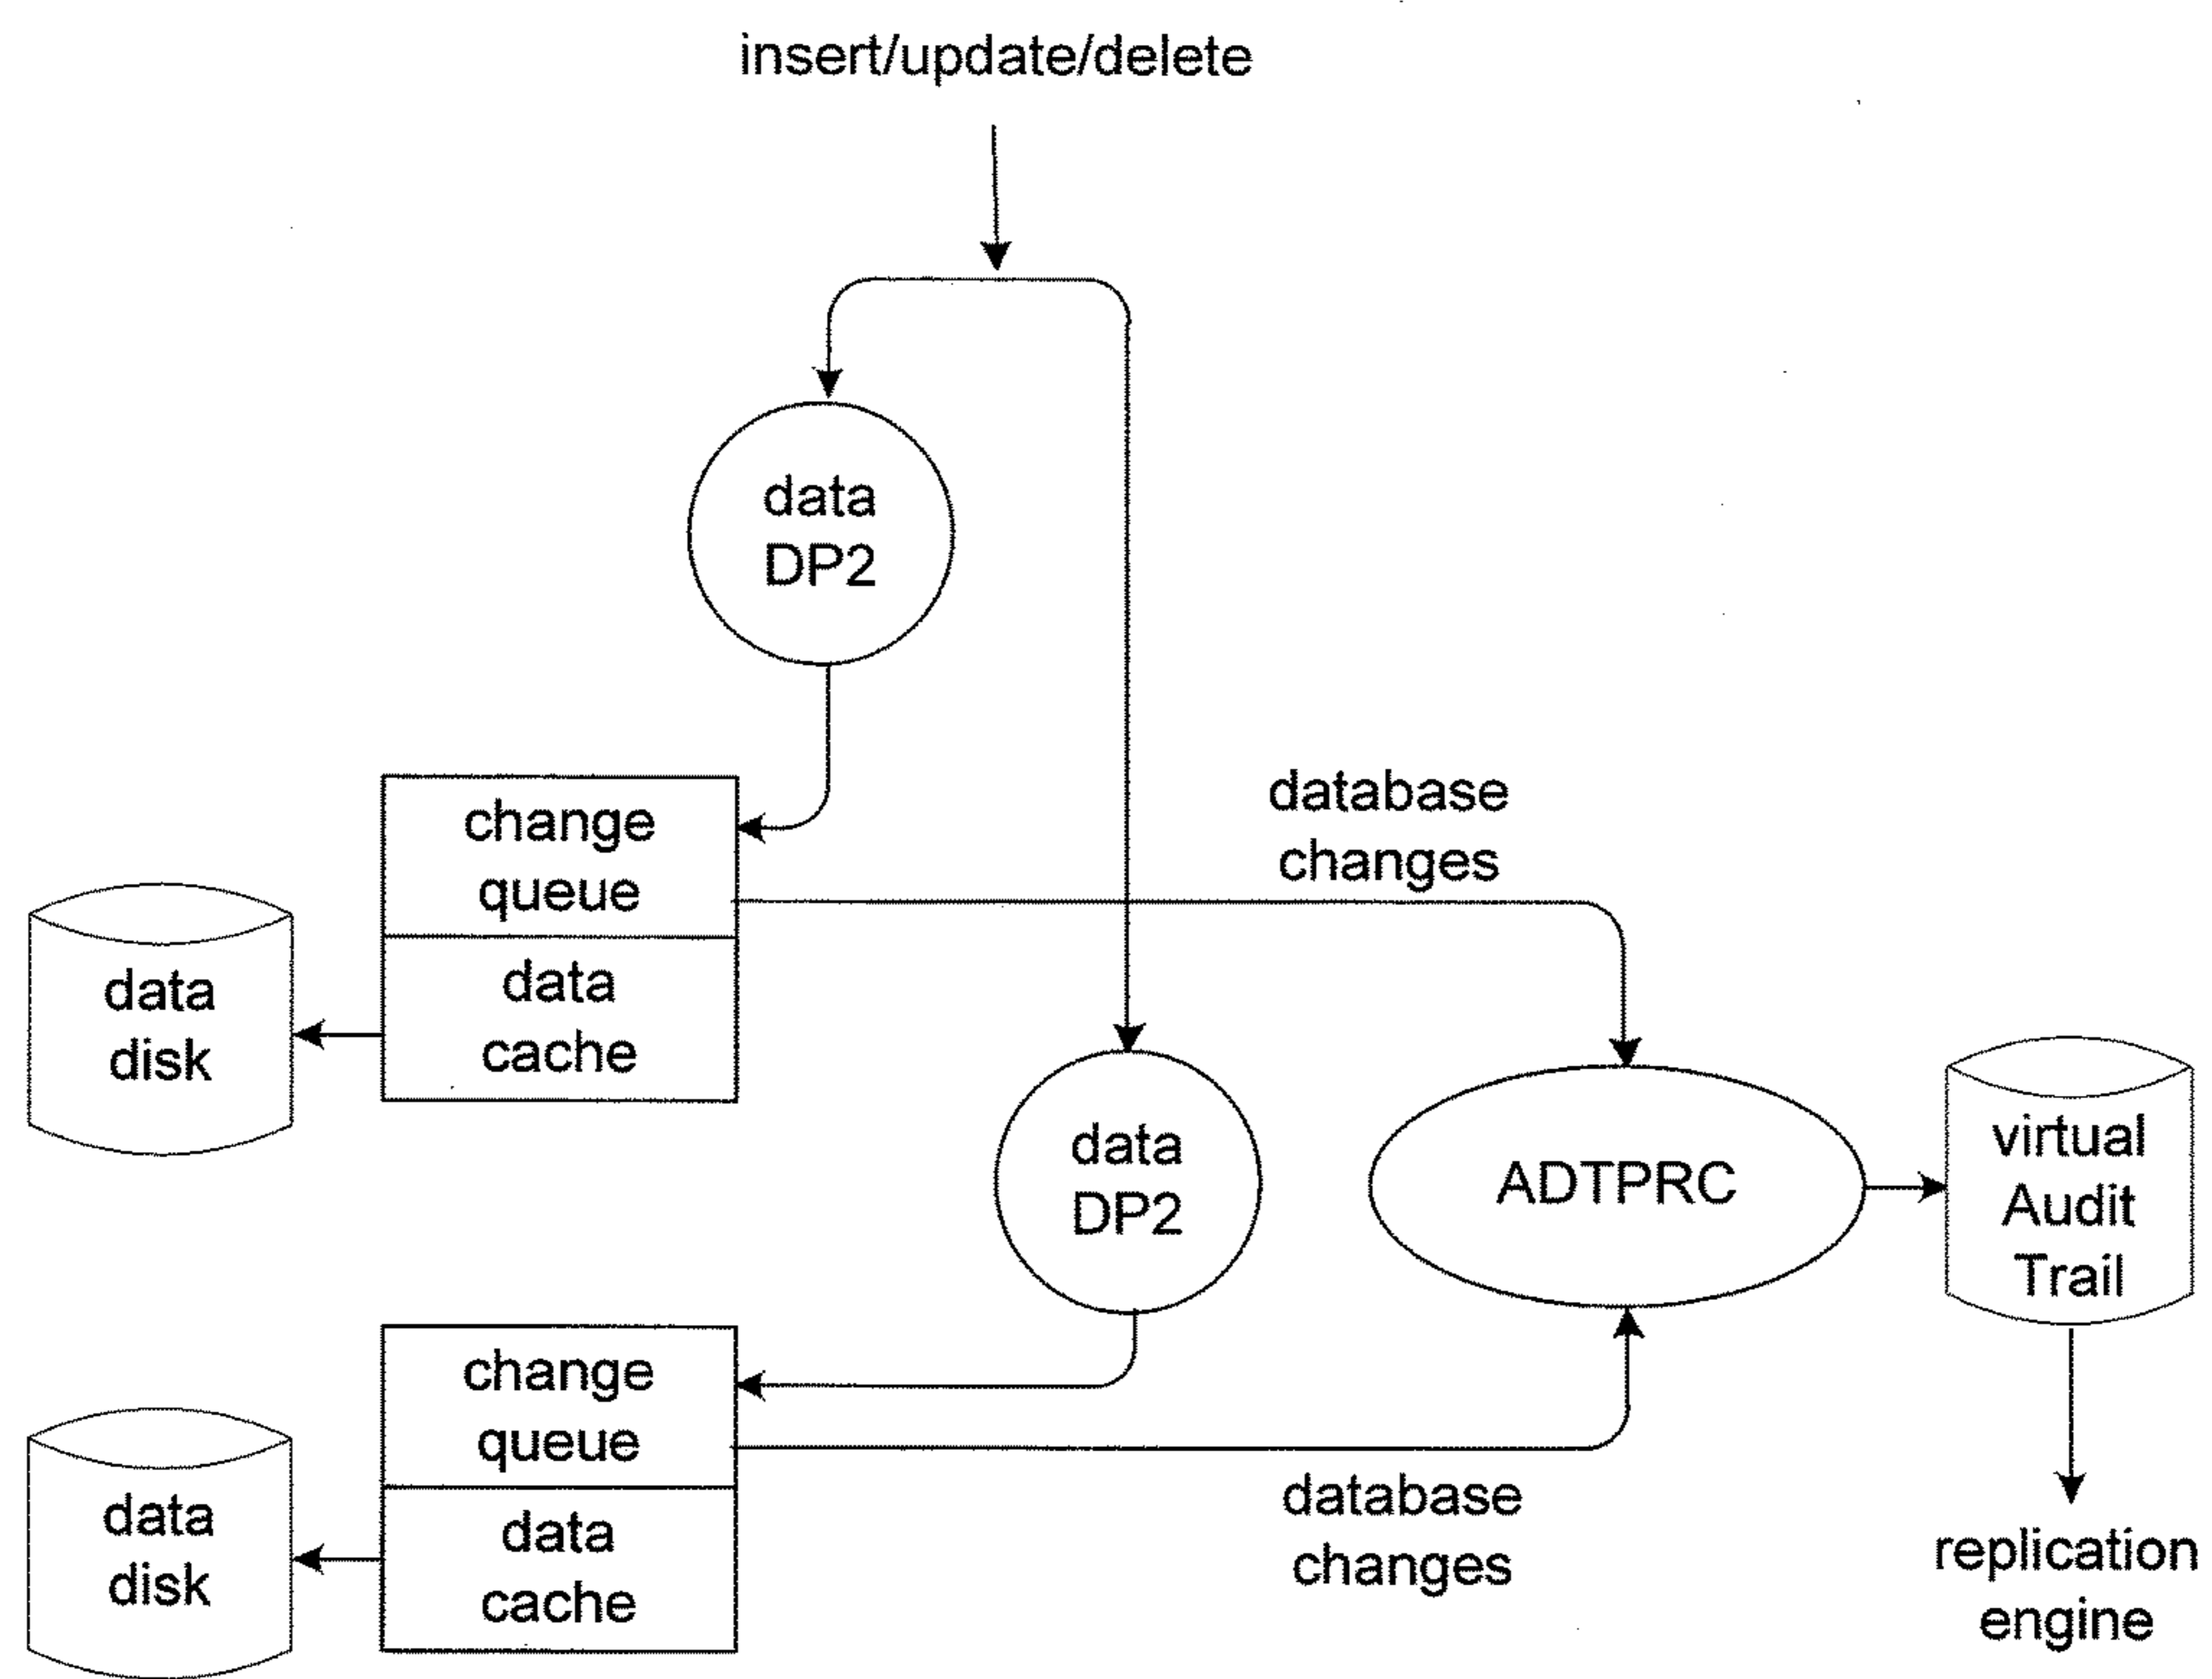 insert/update/delete
data
DP2
change
queue
data
cache
data
disk
database
changes
data
DP2
ADTPRC
virtual
Audit
Trail
change
queue
data
cache
data
disk
database
changes
replication
engine